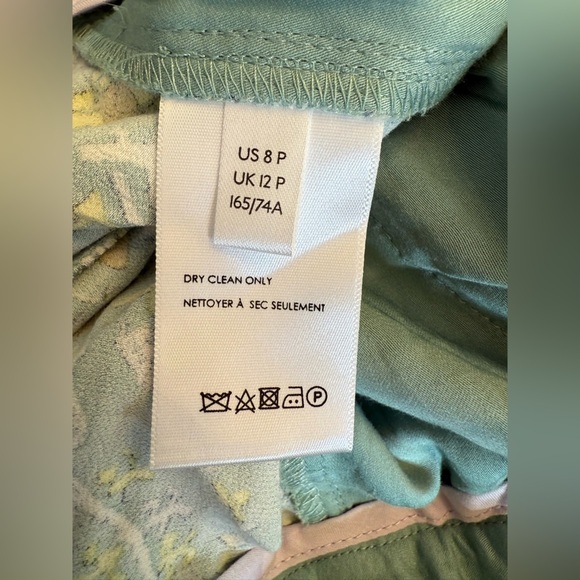 US 8 P
UK 12 P
165/74A
DRY CLEAN ONLY
NETTOYER À SEC SEULEMENT
P